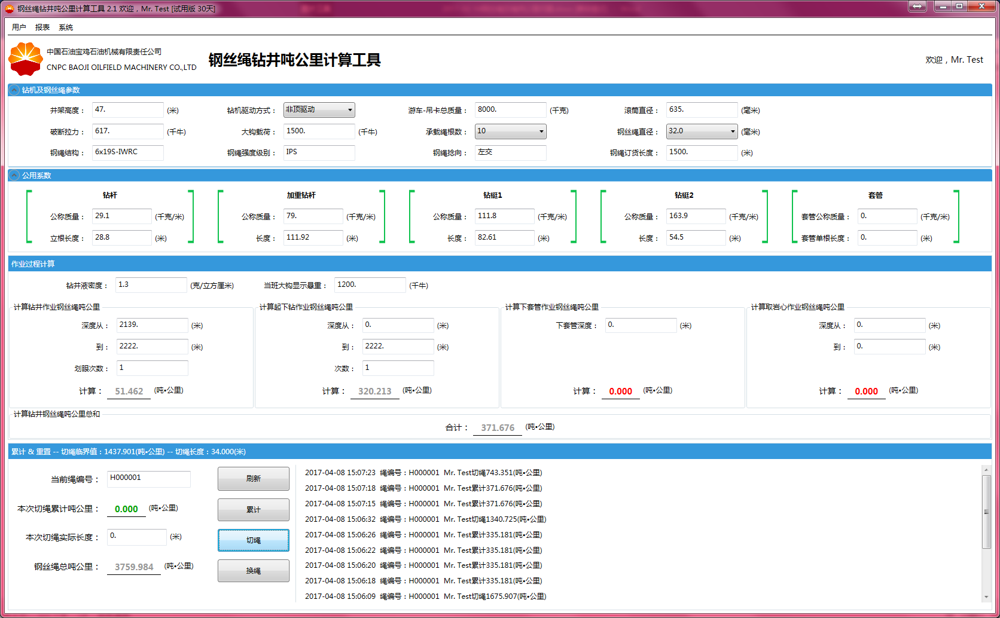 钢丝绳钻井吨公里计算工具 2.1 欢迎，Mr. Test [试用版 30天]
用户 报表 系统
中国石油宝鸡石油机械有限责任公司
CNPC BAOJI OILFIELD MACHINERY CO.,LTD
钢丝绳钻井吨公里计算工具
欢迎，Mr. Test
钻机及钢丝绳参数
井架高度： 47. (米) 钻机驱动方式： 非顶驱动 游车-吊卡总质量： 8000. (千克) 滚筒直径： 635. (毫米)
破断拉力： 617. (千牛) 大钩载荷： 1500. (千牛) 承载绳根数： 10 钢丝绳直径： 32.0 (毫米)
钢绳结构： 6x19S-IWRC 钢绳强度级别： IPS 钢绳捻向： 左交 钢绳订货长度： 1500. (米)
公用系数
钻杆 加重钻杆 钻铤1 钻铤2 套管
公称质量： 29.1 (千克/米) 公称质量： 79. (千克/米) 公称质量： 111.8 (千克/米) 公称质量： 163.9 (千克/米) 套管公称质量： 0. (千克/米)
立根长度： 28.8 (米) 长度： 111.92 (米) 长度： 82.61 (米) 长度： 54.5 (米) 套管单根长度： 0. (米)
作业过程计算
钻井液密度： 1.3 (克/立方厘米) 当班大钩显示悬重： 1200. (千牛)
计算钻井作业钢丝绳吨公里 计算起下钻作业钢丝绳吨公里 计算下套管作业钢丝绳吨公里 计算取岩心作业钢丝绳吨公里
深度从： 2139. (米) 深度从： 0. (米) 下套管深度： 0. (米) 深度从： 0. (米)
到： 2222. (米) 到： 2222. (米) 到： 0. (米)
划眼次数： 1 次数： 1
计算： 51.462 (吨•公里) 计算： 320.213 (吨•公里) 计算： 0.000 (吨•公里) 计算： 0.000 (吨•公里)
计算钻井钢丝绳吨公里总和
合计： 371.676 (吨•公里)
累计 & 重置 -- 切绳临界值：1437.901(吨•公里) -- 切绳长度：34.000(米)
当前绳编号： H000001 刷新
本次切绳累计吨公里： 0.000 (吨•公里) 累计
本次切绳实际长度： 0. (米) 切绳
钢丝绳总吨公里： 3759.984 (吨•公里) 换绳
2017-04-08 15:07:23 绳编号：H000001 Mr. Test切绳743.351(吨•公里)
2017-04-08 15:07:18 绳编号：H000001 Mr. Test累计371.676(吨•公里)
2017-04-08 15:07:15 绳编号：H000001 Mr. Test累计371.676(吨•公里)
2017-04-08 15:06:32 绳编号：H000001 Mr. Test切绳1340.725(吨•公里)
2017-04-08 15:06:26 绳编号：H000001 Mr. Test累计335.181(吨•公里)
2017-04-08 15:06:22 绳编号：H000001 Mr. Test累计335.181(吨•公里)
2017-04-08 15:06:20 绳编号：H000001 Mr. Test累计335.181(吨•公里)
2017-04-08 15:06:18 绳编号：H000001 Mr. Test累计335.181(吨•公里)
2017-04-08 15:06:09 绳编号：H000001 Mr. Test切绳1675.907(吨•公里)